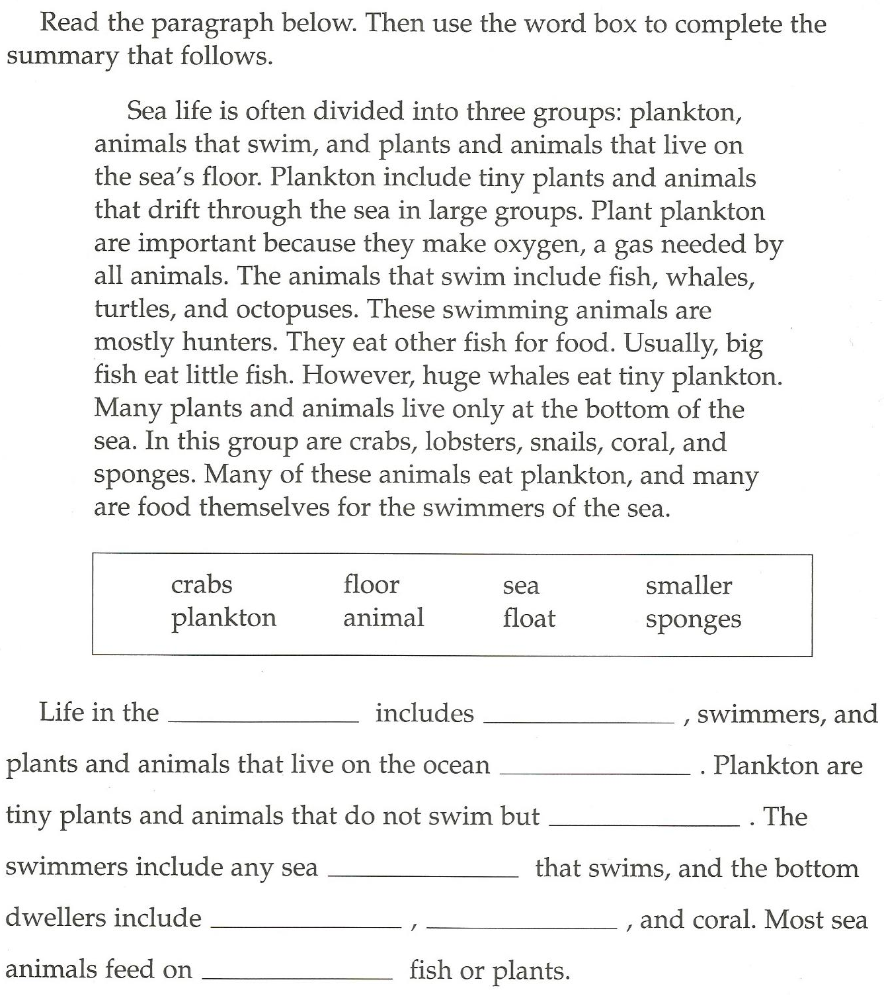 Read the paragraph below. Then use the word box to complete the
summary that follows.
Sea life is often divided into three groups: plankton,
animals that swim, and plants and animals that live on
the sea's floor. Plankton include tiny plants and animals
that drift through the sea in large groups. Plant plankton
are important because they make oxygen, a gas needed by
all animals. The animals that swim include fish, whales,
turtles, and octopuses. These swimming animals are
mostly hunters. They eat other fish for food. Usually, big
fish eat little fish. However, huge whales eat tiny plankton.
Many plants and animals live only at the bottom of the
sea. In this group are crabs, lobsters, snails, coral, and
sponges. Many of these animals eat plankton, and many
are food themselves for the swimmers of the sea.
crabs floor sea smaller
plankton animal float sponges
Life in the ______________ includes ______________ , swimmers, and
plants and animals that live on the ocean ______________ . Plankton are
tiny plants and animals that do not swim but ______________ . The
swimmers include any sea ______________ that swims, and the bottom
dwellers include ______________ , ______________ , and coral. Most sea
animals feed on ______________ fish or plants.